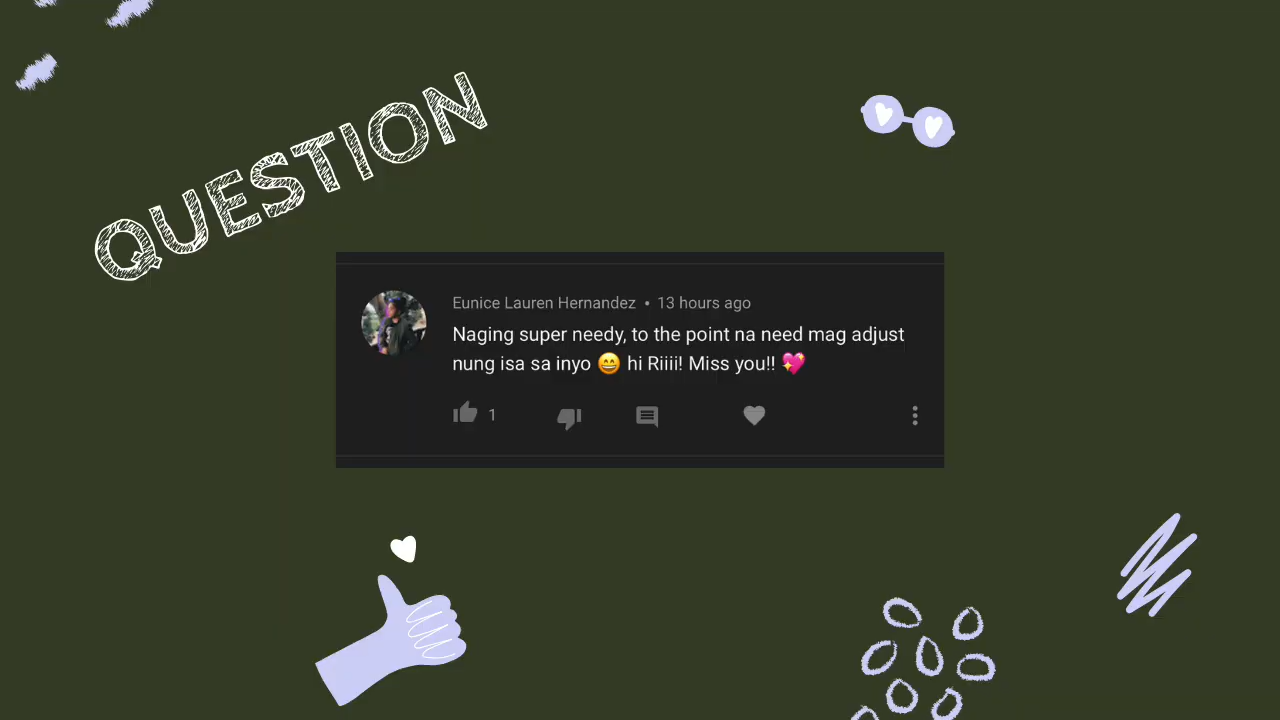 QUESTION
Eunice Lauren Hernandez • 13 hours ago
Naging super needy, to the point na need mag adjust
nung isa sa inyo 😄 hi Riiii! Miss you!! 💖
1